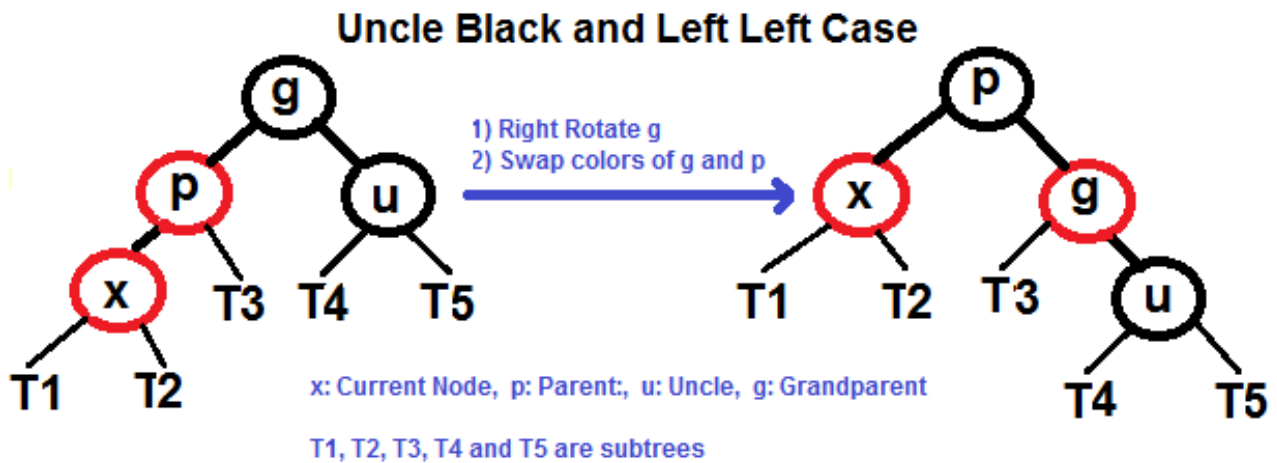 Uncle Black and Left Left Case
g
p
u
x
T3
T4
T5
T1
T2
1) Right Rotate g
2) Swap colors of g and p
p
x
g
T1
T2
T3
u
T4
T5
x: Current Node, p: Parent:, u: Uncle, g: Grandparent
T1, T2, T3, T4 and T5 are subtrees